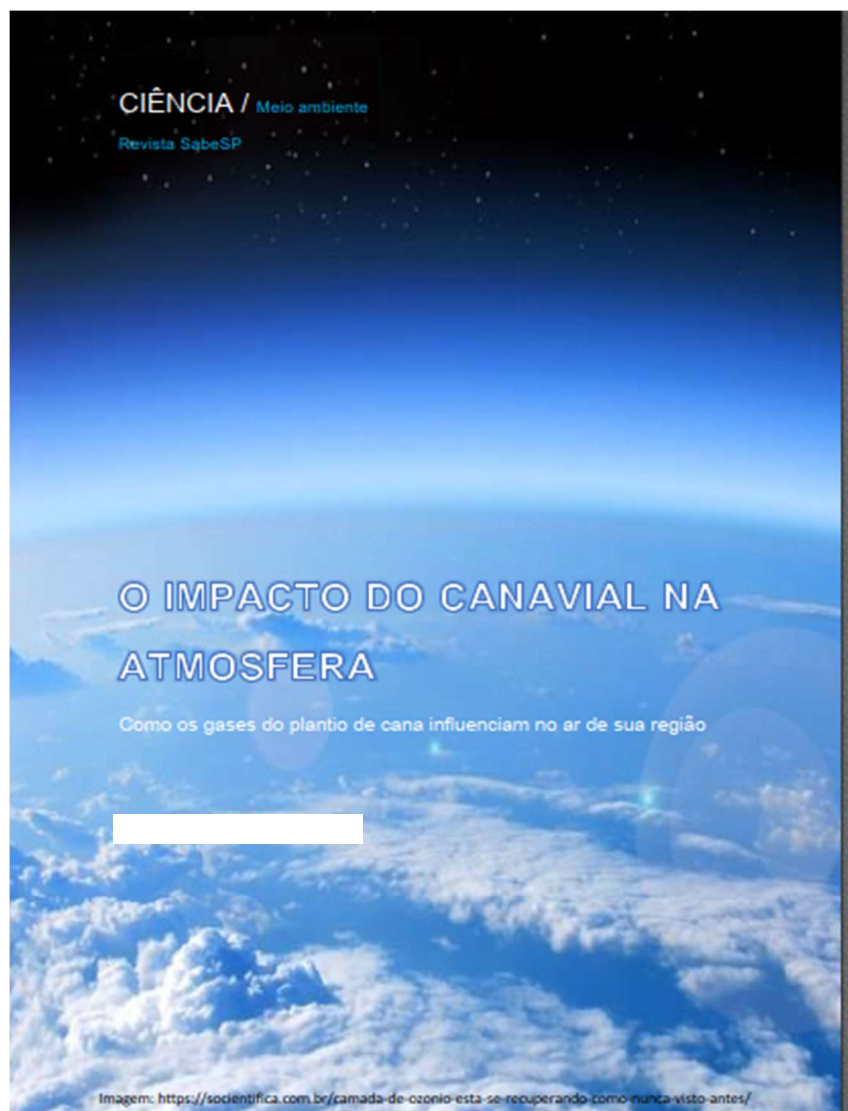 CIÊNCIA / Meio ambiente
Revista SabeSP
O IMPACTO DO CANAVIAL NA
ATMOSFERA
Como os gases do plantio de cana influenciam no ar de sua região
Imagem: https://socientifica.com.br/camada-de-ozonio-esta-se-recuperando-como-nunca-visto-antes/